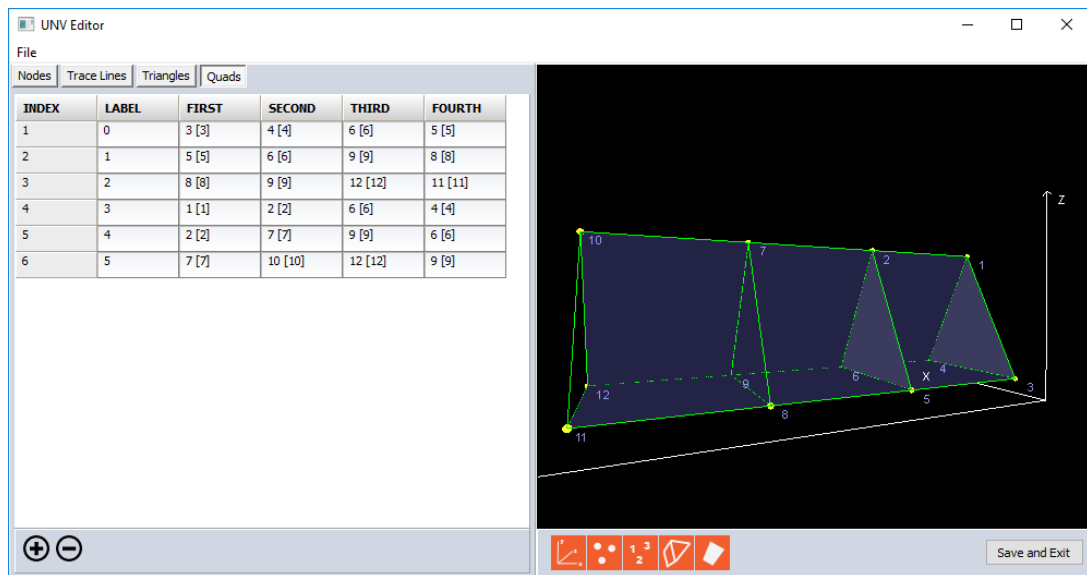 UNV Editor
File
Nodes Trace Lines Triangles Quads
INDEX LABEL FIRST SECOND THIRD FOURTH
1 0 3 [3] 4 [4] 6 [6] 5 [5]
2 1 5 [5] 6 [6] 9 [9] 8 [8]
3 2 8 [8] 9 [9] 12 [12] 11 [11]
4 3 1 [1] 2 [2] 6 [6] 4 [4]
5 4 2 [2] 7 [7] 9 [9] 6 [6]
6 5 7 [7] 10 [10] 12 [12] 9 [9]
Z
10
7
2
1
4
6
X
9
3
12
5
8
11
1 3
2
Save and Exit